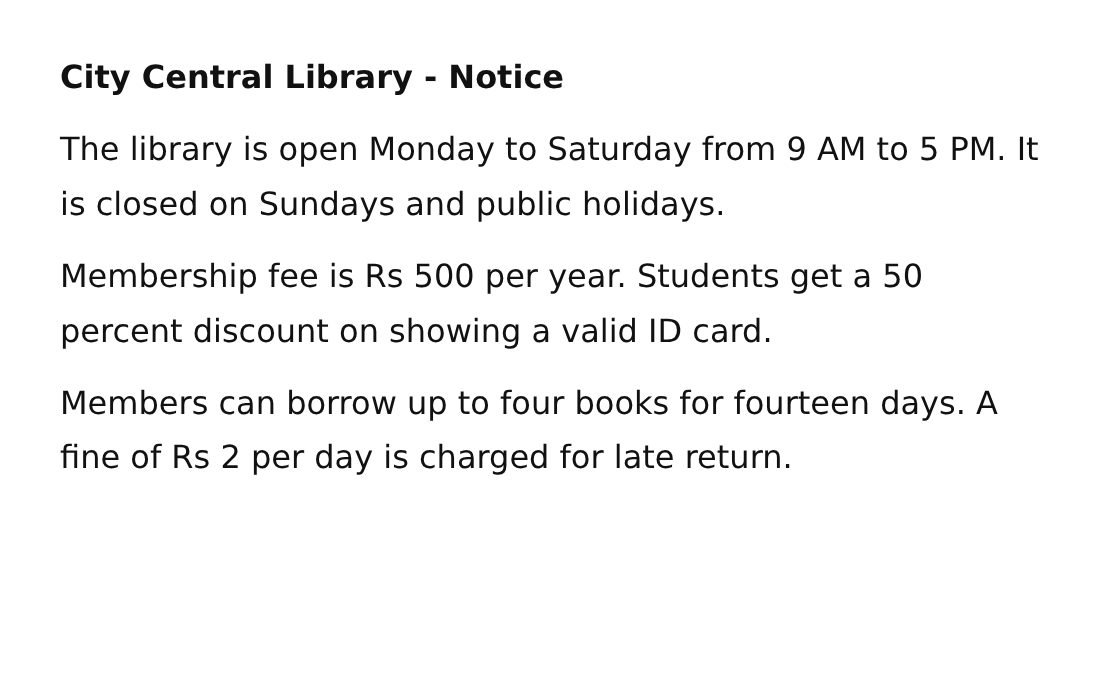 City Central Library - Notice
The library is open Monday to Saturday from 9 AM to 5 PM. It
is closed on Sundays and public holidays.
Membership fee is Rs 500 per year. Students get a 50
percent discount on showing a valid ID card.
Members can borrow up to four books for fourteen days. A
fine of Rs 2 per day is charged for late return.